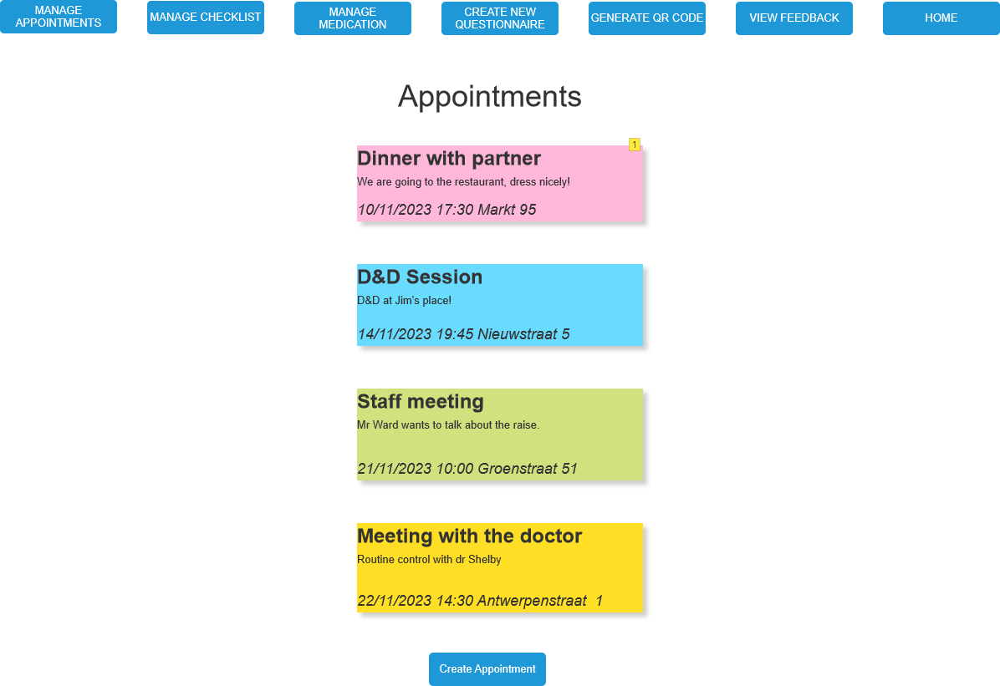 MANAGE
APPOINTMENTS
MANAGE CHECKLIST
MANAGE
MEDICATION
CREATE NEW
QUESTIONNAIRE
GENERATE QR CODE
VIEW FEEDBACK
HOME
Appointments
1
Dinner with partner
We are going to the restaurant, dress nicely!
10/11/2023 17:30 Markt 95
D&D Session
D&D at Jim's place!
14/11/2023 19:45 Nieuwstraat 5
Staff meeting
Mr Ward wants to talk about the raise.
21/11/2023 10:00 Groenstraat 51
Meeting with the doctor
Routine control with dr Shelby
22/11/2023 14:30 Antwerpenstraat  1
Create Appointment